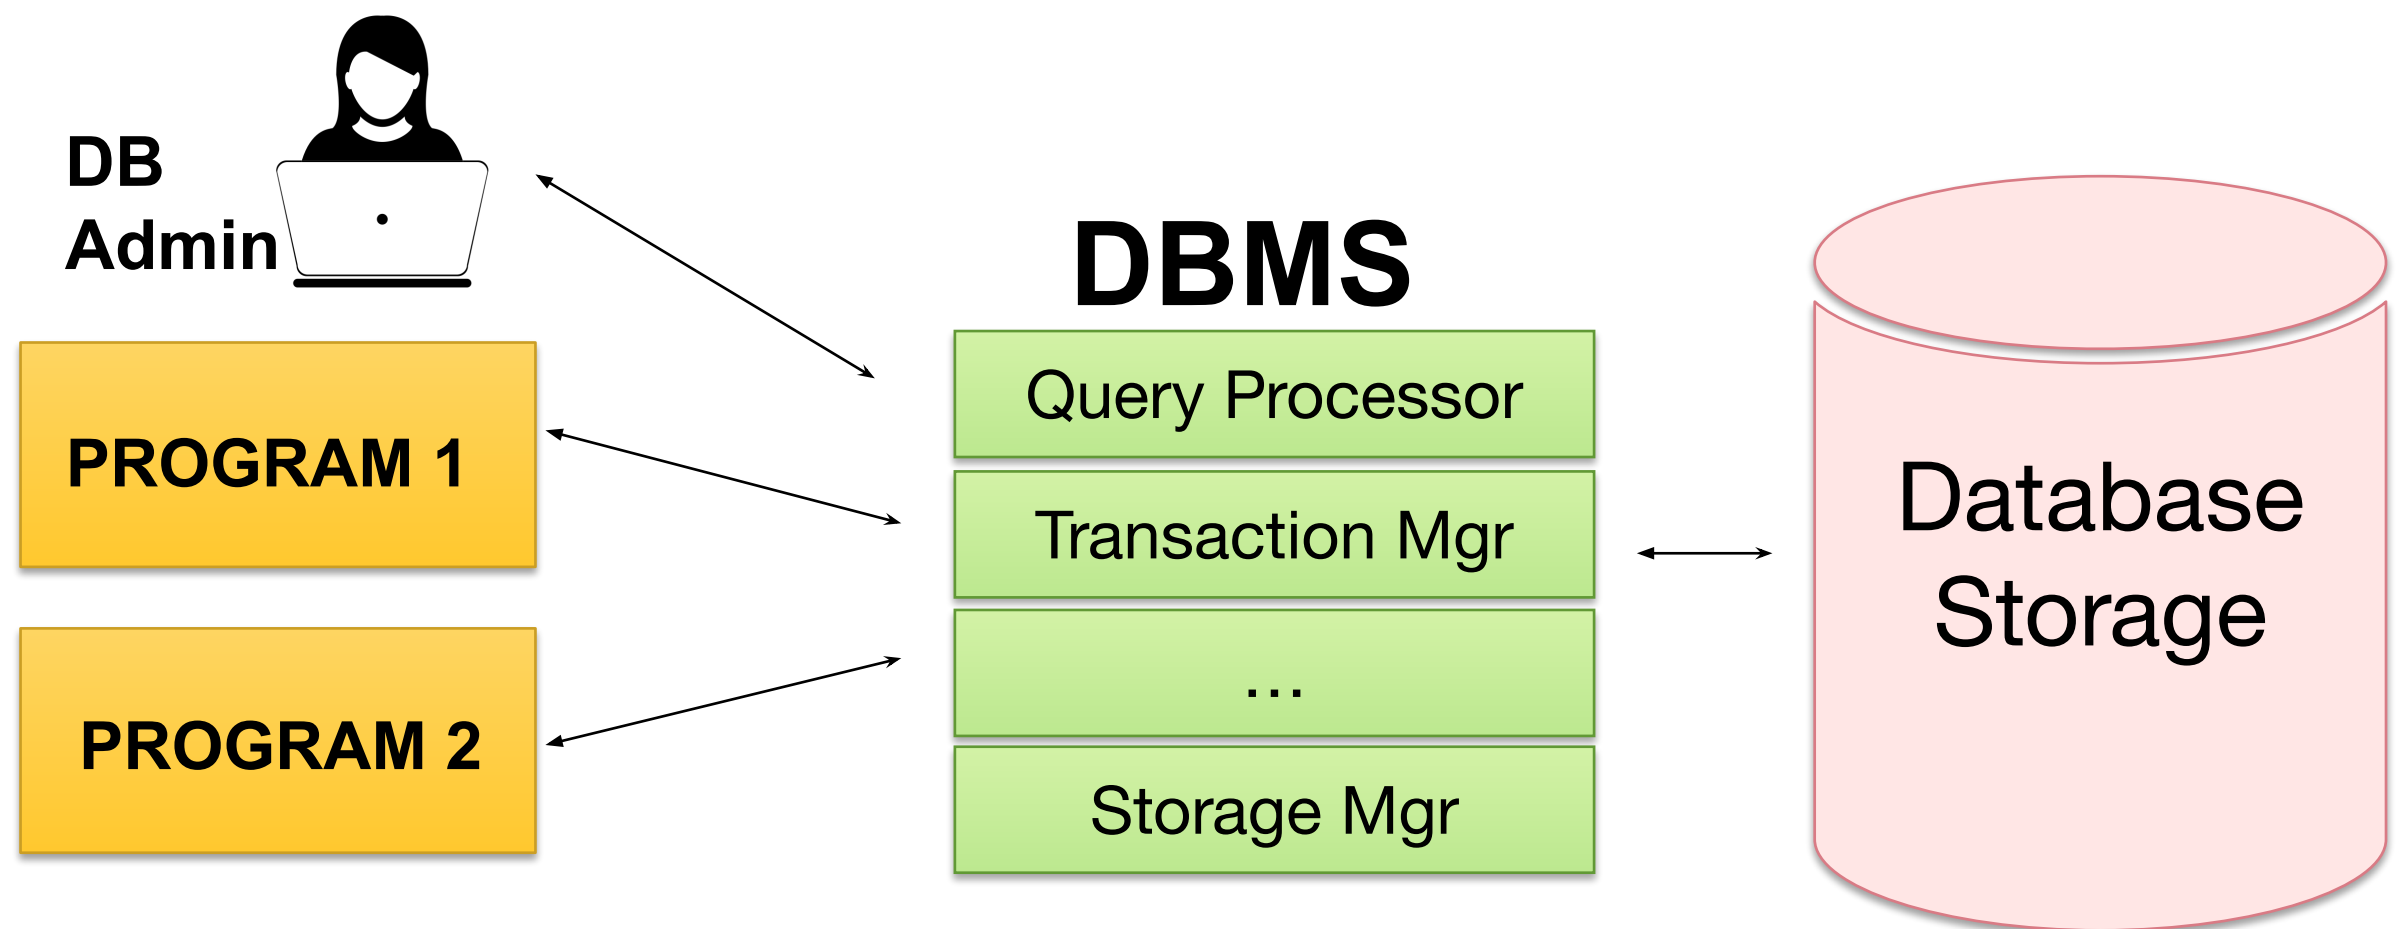 DB
Admin
PROGRAM 1
PROGRAM 2
DBMS
Query Processor
Transaction Mgr
...
Storage Mgr
Database
Storage